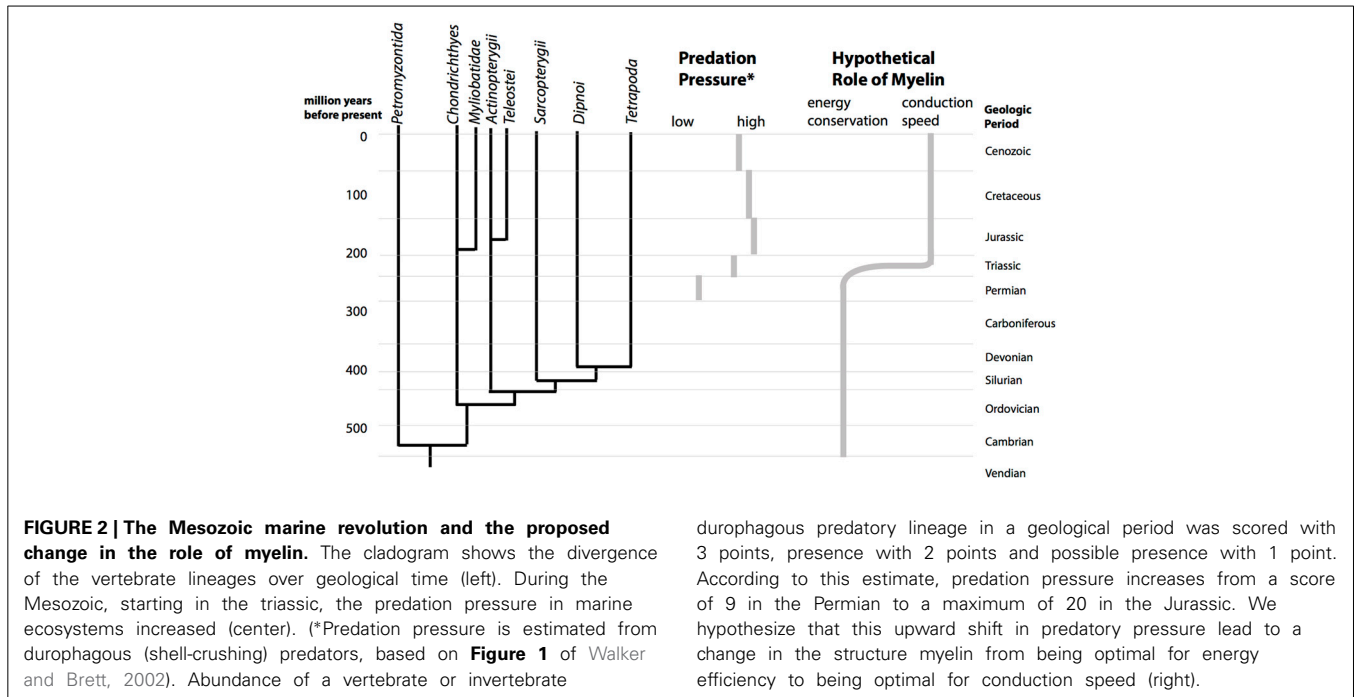 Petromyzontida
Chondrichthyes
Myliobatidae
Actinopterygii
Teleostei
Sarcopterygii
Dipnoi
Tetrapoda
Predation
Pressure*
Hypothetical
Role of Myelin
million years
before present
low
high
energy
conservation
conduction
speed
Geologic
Period
0
100
200
300
400
500
Cenozoic
Cretaceous
Jurassic
Triassic
Permian
Carboniferous
Devonian
Silurian
Ordovician
Cambrian
Vendian
FIGURE 2 | The Mesozoic marine revolution and the proposed
change in the role of myelin. The cladogram shows the divergence
of the vertebrate lineages over geological time (left). During the
Mesozoic, starting in the triassic, the predation pressure in marine
ecosystems increased (center). (*Predation pressure is estimated from
durophagous (shell-crushing) predators, based on Figure 1 of Walker
and Brett, 2002). Abundance of a vertebrate or invertebrate
durophagous predatory lineage in a geological period was scored with
3 points, presence with 2 points and possible presence with 1 point.
According to this estimate, predation pressure increases from a score
of 9 in the Permian to a maximum of 20 in the Jurassic. We
hypothesize that this upward shift in predatory pressure lead to a
change in the structure myelin from being optimal for energy
efficiency to being optimal for conduction speed (right).